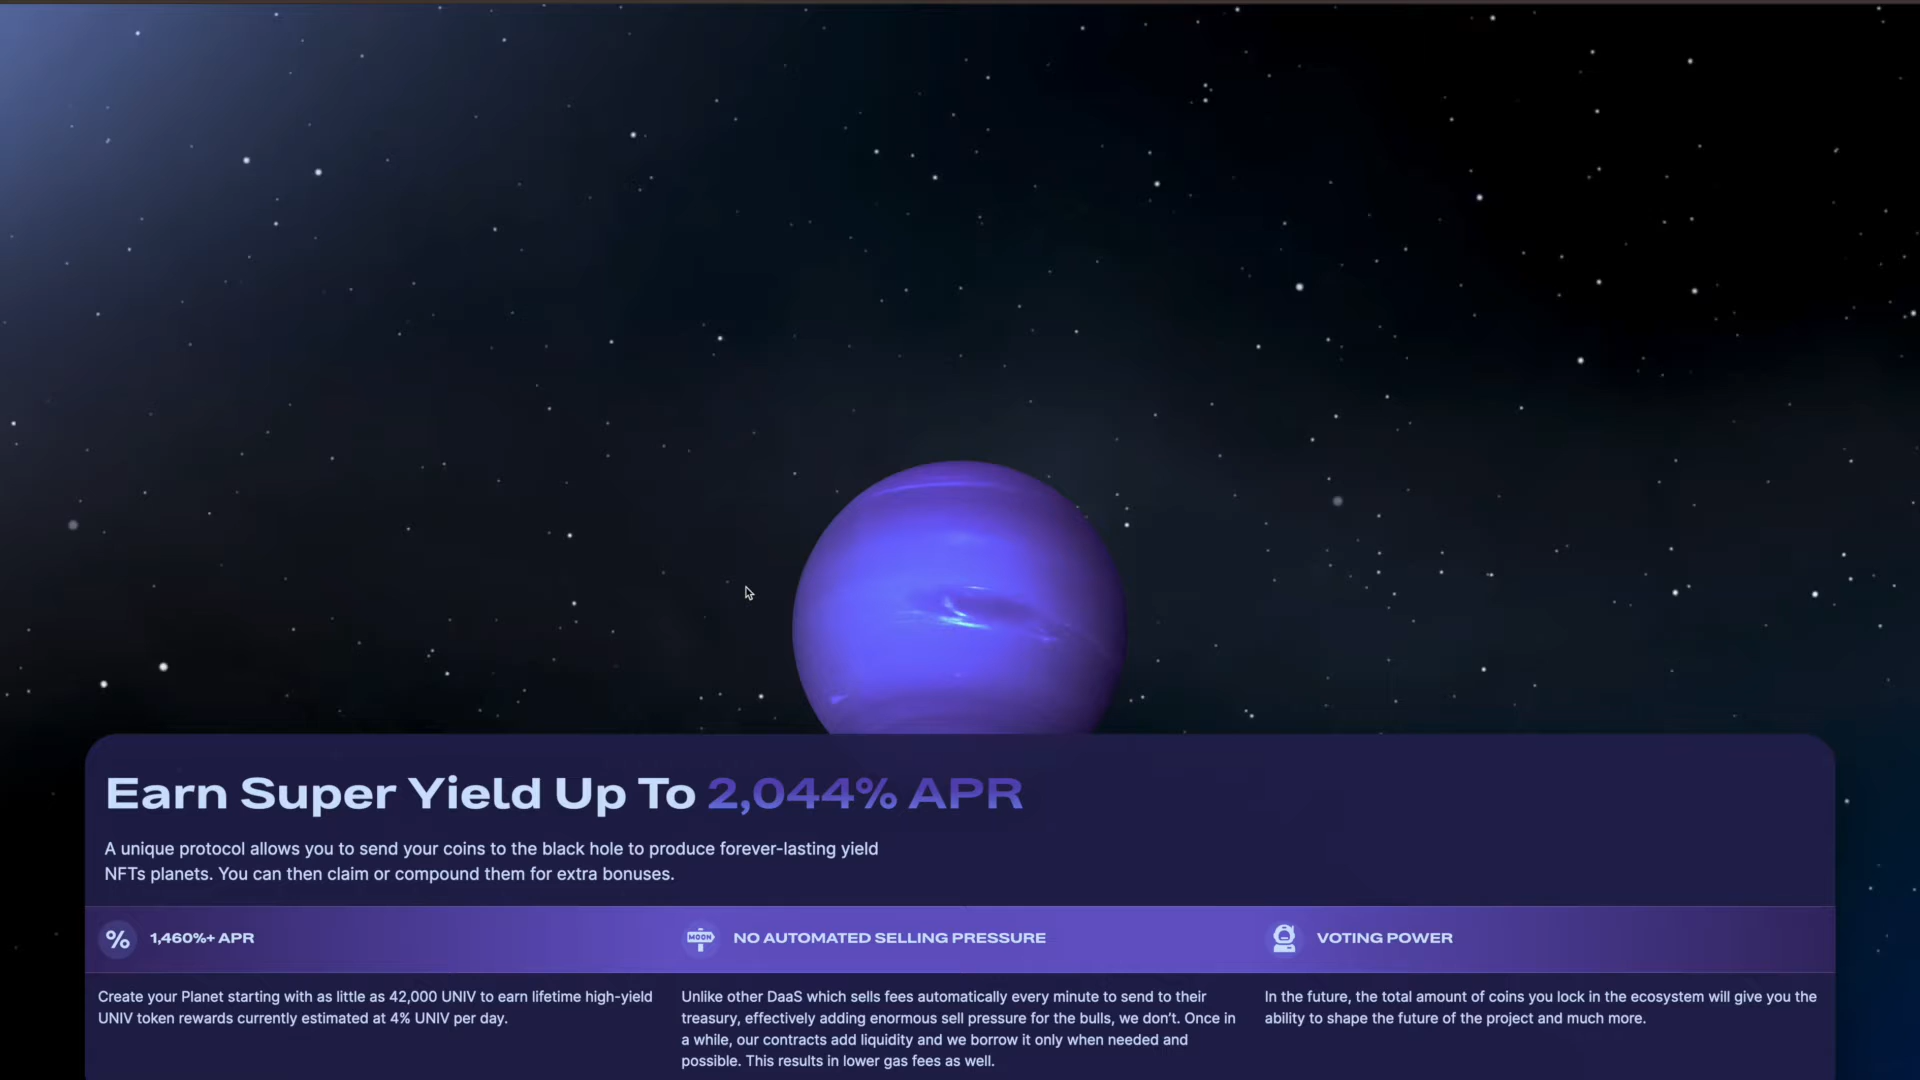 Earn Super Yield Up To 2,044% APR
A unique protocol allows you to send your coins to the black hole to produce forever-lasting yield
NFTs planets. You can then claim or compound them for extra bonuses.
% 1,460%+ APR
Create your Planet starting with as little as 42,000 UNIV to earn lifetime high-yield
UNIV token rewards currently estimated at 4% UNIV per day.
MOON NO AUTOMATED SELLING PRESSURE
Unlike other DaaS which sells fees automatically every minute to send to their
treasury, effectively adding enormous sell pressure for the bulls, we don't. Once in
a while, our contracts add liquidity and we borrow it only when needed and
possible. This results in lower gas fees as well.
VOTING POWER
In the future, the total amount of coins you lock in the ecosystem will give you the
ability to shape the future of the project and much more.